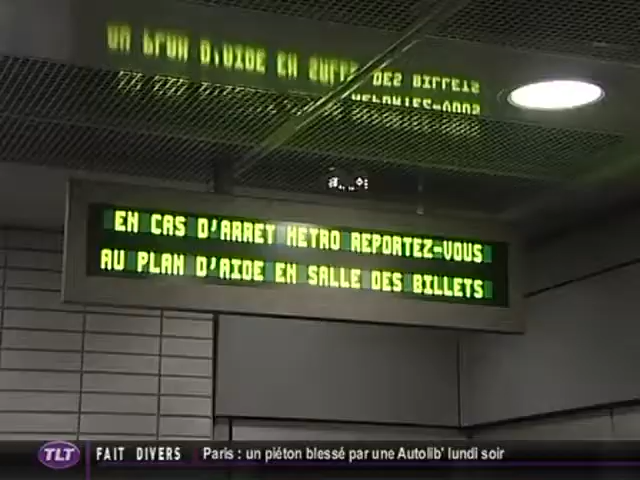 EN CAS D'ARRET METRO REPORTEZ-VOUS
AU PLAN D'AIDE EN SALLE DES BILLETS
TLT FAIT DIVERS Paris : un piéton blessé par une Autolib' lundi soir